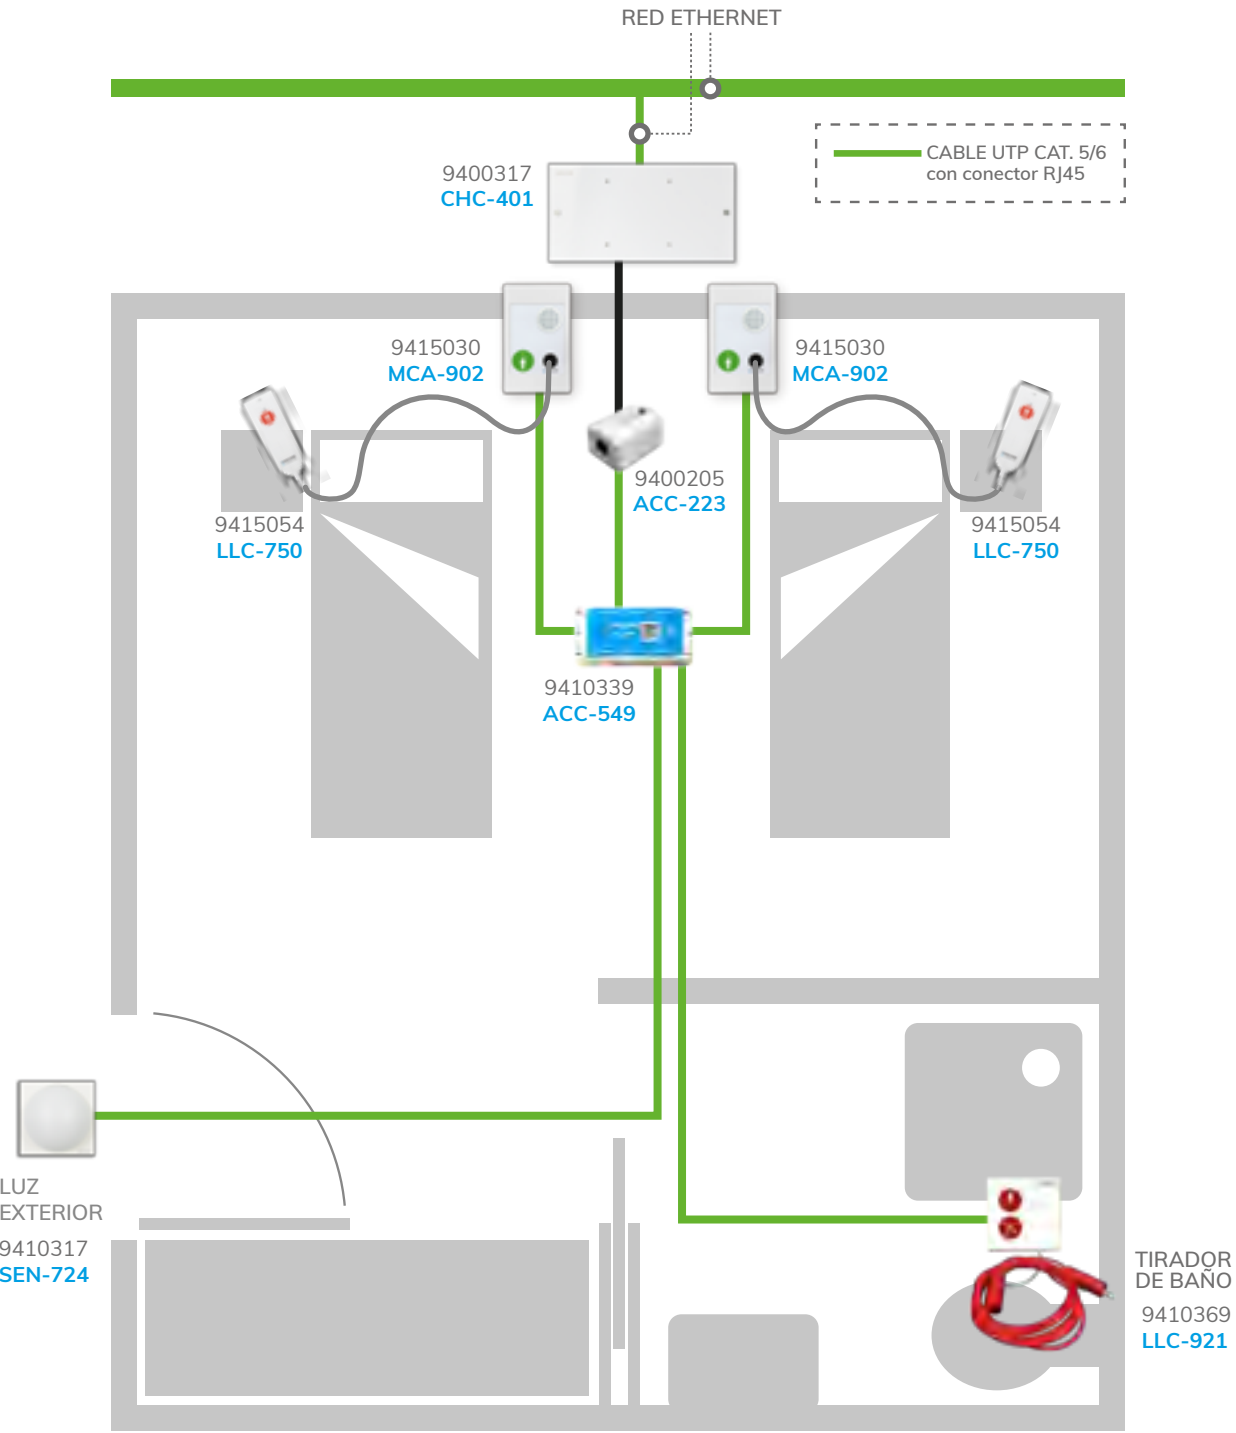 RED ETHERNET
CABLE UTP CAT. 5/6
con conector RJ45
9400317
CHC-401
9415030
MCA-902
9415030
MCA-902
9400205
ACC-223
9415054
LLC-750
9415054
LLC-750
9410339
ACC-549
LUZ
EXTERIOR
9410317
SEN-724
TIRADOR
DE BAÑO
9410369
LLC-921